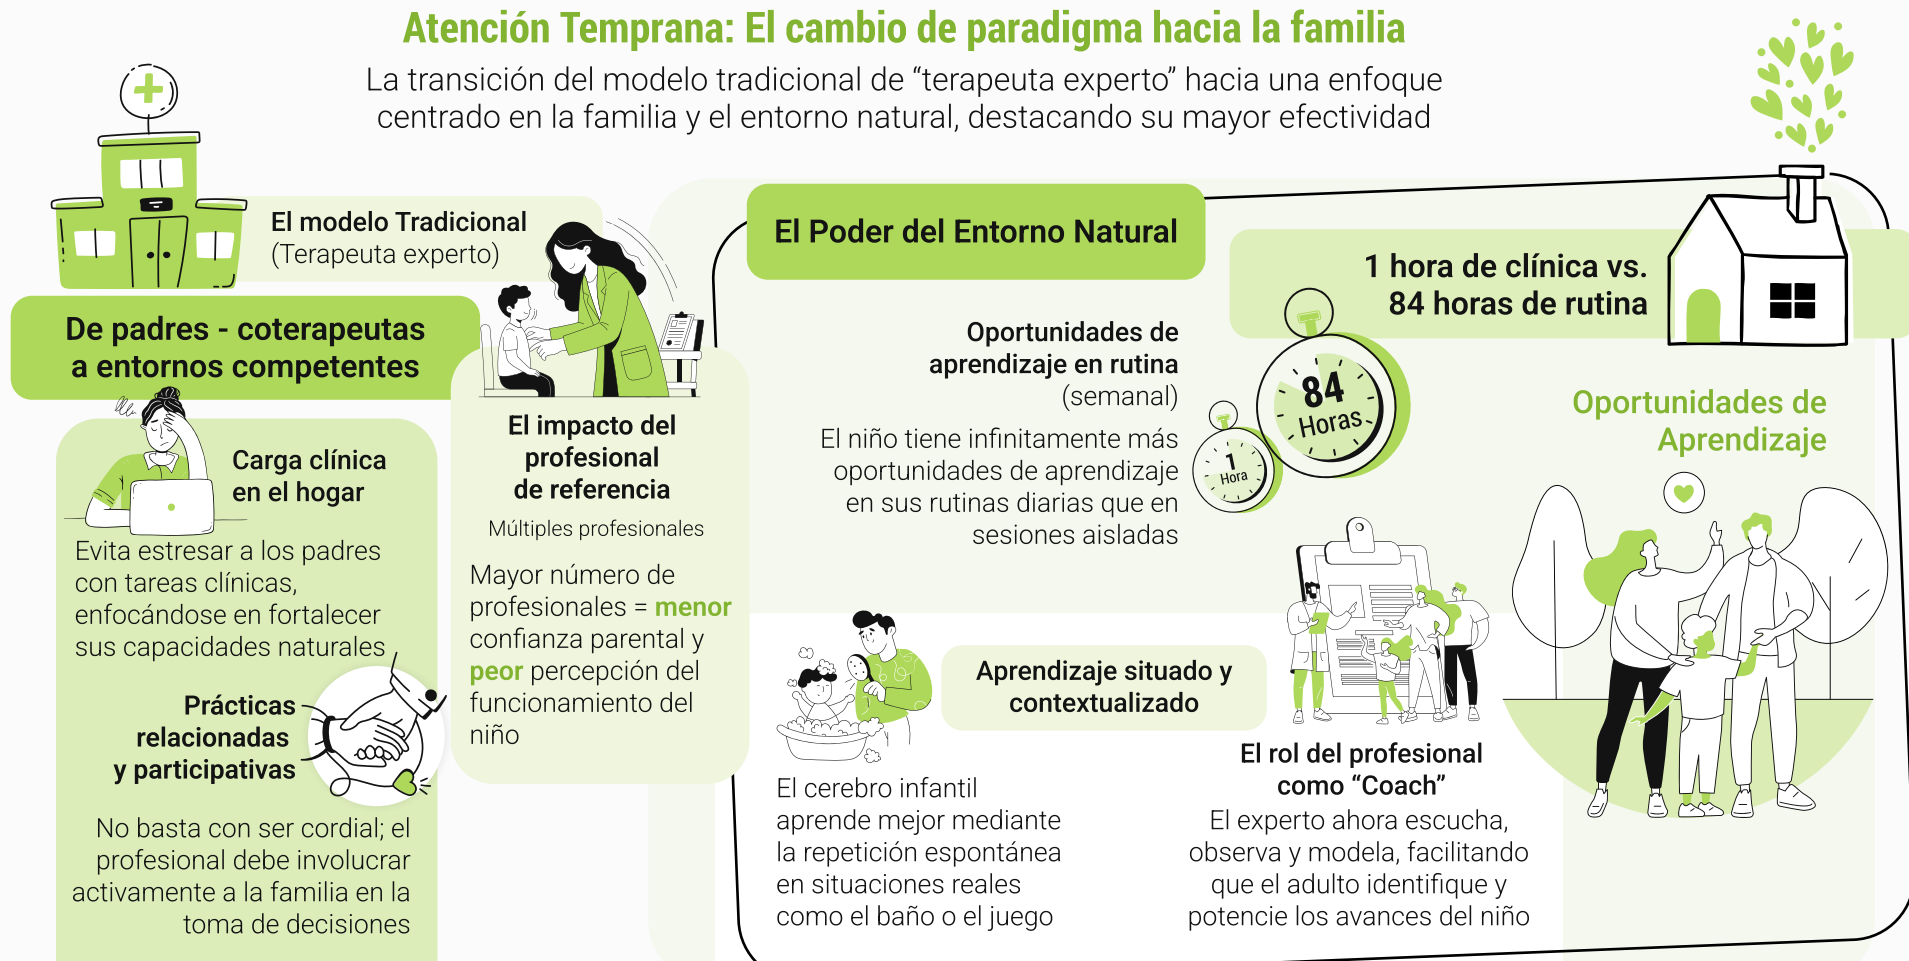 Atención Temprana: El cambio de paradigma hacia la familia
La transición del modelo tradicional de “terapeuta experto” hacia una enfoque
centrado en la familia y el entorno natural, destacando su mayor efectividad
El modelo Tradicional
(Terapeuta experto)
De padres - coterapeutas
a entornos competentes
Carga clínica
en el hogar
Evita estresar a los padres
con tareas clínicas,
enfocándose en fortalecer
sus capacidades naturales
Prácticas
relacionadas
y participativas
No basta con ser cordial; el
profesional debe involucrar
activamente a la familia en la
toma de decisiones
El impacto del
profesional
de referencia
Múltiples profesionales
Mayor número de
profesionales = menor
confianza parental y
peor percepción del
funcionamiento del
niño
El Poder del Entorno Natural
1 hora de clínica vs.
84 horas de rutina
Oportunidades de
aprendizaje en rutina
(semanal)
El niño tiene infinitamente más
oportunidades de aprendizaje
en sus rutinas diarias que en
sesiones aisladas
1
Hora
84
Horas
Oportunidades de
Aprendizaje
Aprendizaje situado y
contextualizado
El cerebro infantil
aprende mejor mediante
la repetición espontánea
en situaciones reales
como el baño o el juego
El rol del profesional
como “Coach”
El experto ahora escucha,
observa y modela, facilitando
que el adulto identifique y
potencie los avances del niño